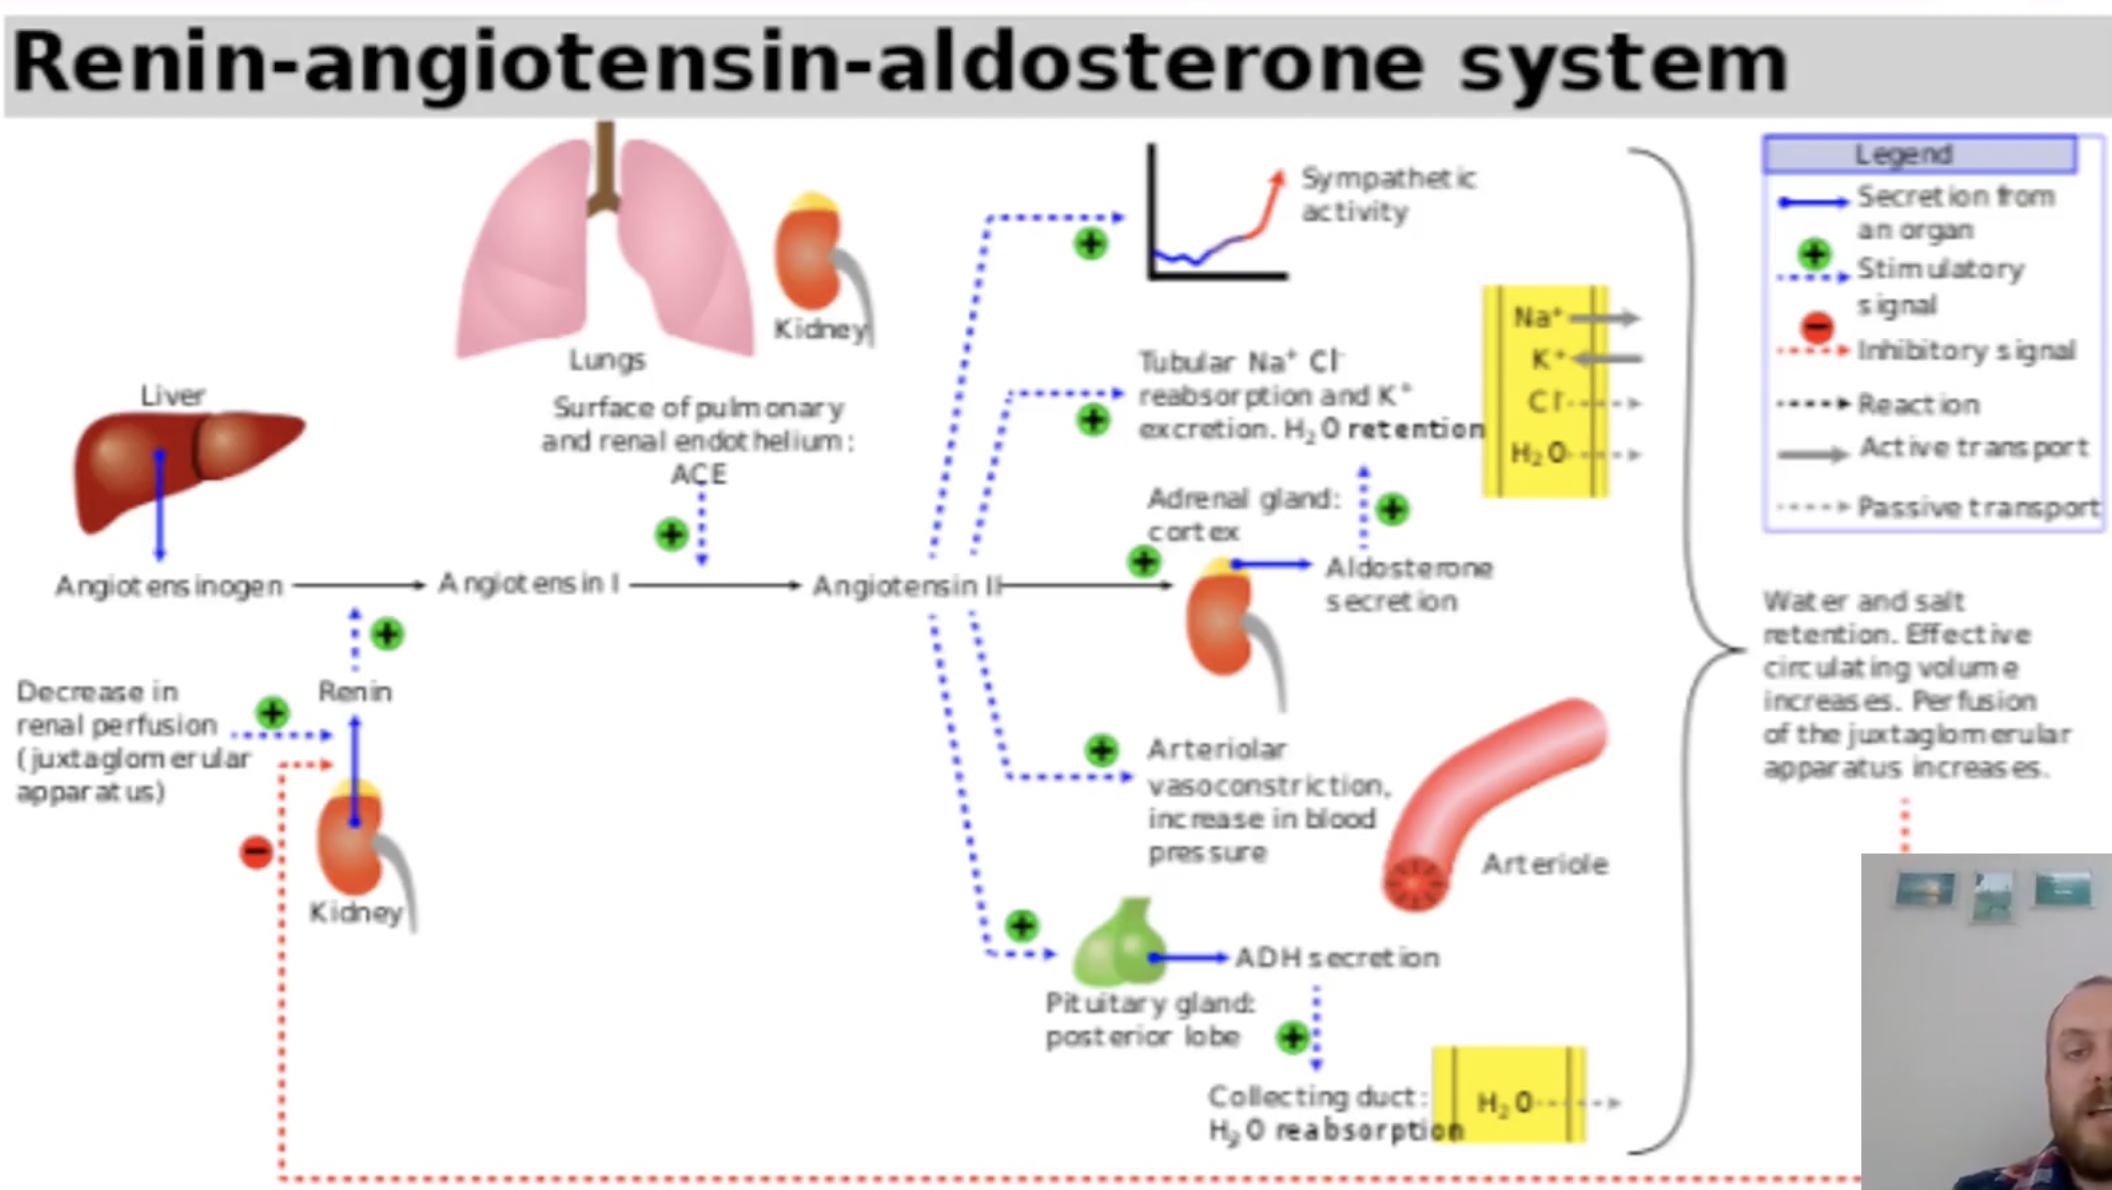 Renin-angiotensin-aldosterone system
Liver
Lungs
Kidney
Surface of pulmonary
and renal endothelium:
ACE
Angiotensinogen
Angiotensin I
Angiotensin II
Decrease in
renal perfusion
(juxtaglomerular
apparatus)
Renin
Kidney
Sympathetic
activity
Tubular Na⁺ Cl⁻
reabsorption and K⁺
excretion. H₂O retention
Na⁺
K⁺
Cl⁻
H₂O
Adrenal gland:
cortex
Aldosterone
secretion
Arteriolar
vasoconstriction,
increase in blood
pressure
Arteriole
ADH secretion
Pituitary gland:
posterior lobe
Collecting duct:
H₂O reabsorption
H₂O
Legend
Secretion from
an organ
Stimulatory
signal
Inhibitory signal
Reaction
Active transport
Passive transport
Water and salt
retention. Effective
circulating volume
increases. Perfusion
of the juxtaglomerular
apparatus increases.